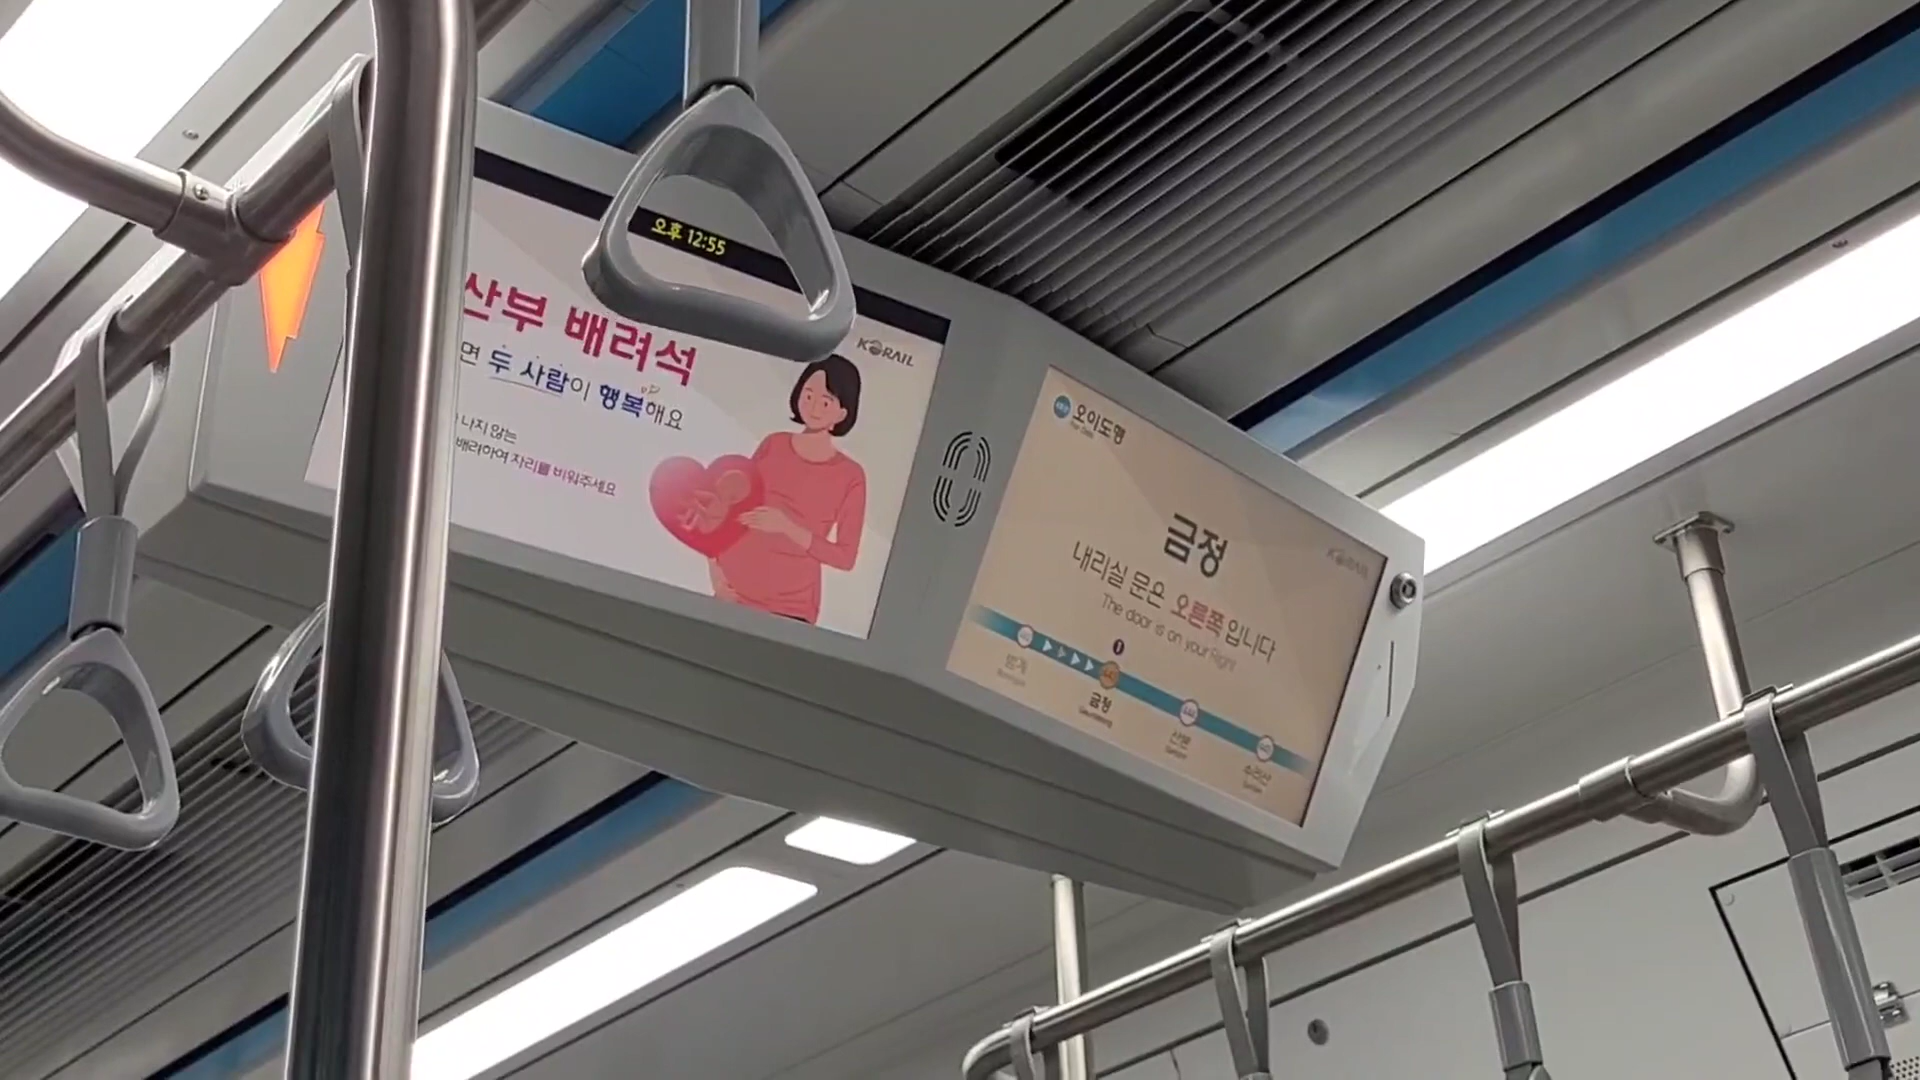 오후 12:55
산부 배려석
KORAIL
면 두 사람이 행복해요
나지 않는
배려하여 자리를 비워주세요
오이도행
금정
KORAIL
내리실 문은 오른쪽입니다
The door is on your Right
범계
금정
산본
수리산